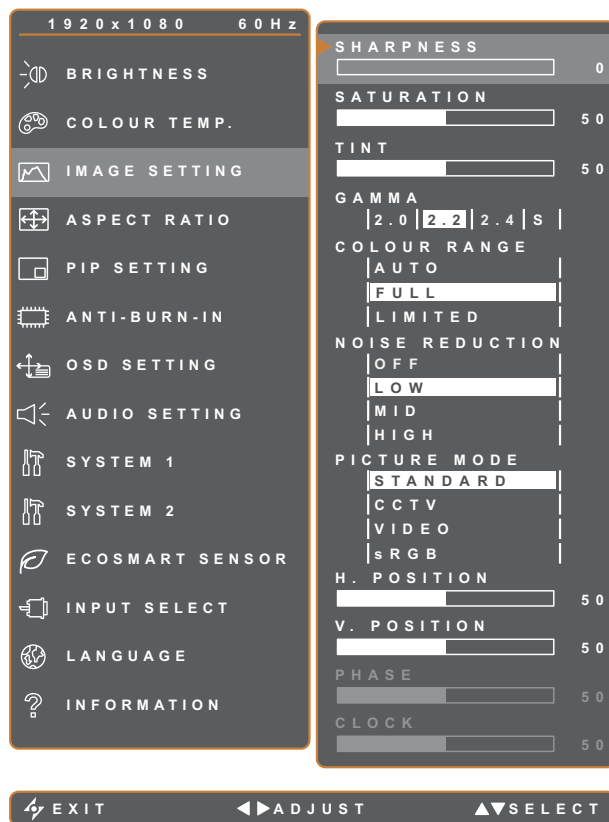 1920x1080 60Hz
BRIGHTNESS
COLOUR TEMP.
IMAGE SETTING
ASPECT RATIO
PIP SETTING
ANTI-BURN-IN
OSD SETTING
AUDIO SETTING
SYSTEM 1
SYSTEM 2
ECOSMART SENSOR
INPUT SELECT
LANGUAGE
INFORMATION
SHARPNESS
0
SATURATION
50
TINT
50
GAMMA
2.0 2.2 2.4 S
COLOUR RANGE
AUTO
FULL
LIMITED
NOISE REDUCTION
OFF
LOW
MID
HIGH
PICTURE MODE
STANDARD
CCTV
VIDEO
sRGB
H. POSITION
50
V. POSITION
50
PHASE
50
CLOCK
50
EXIT ADJUST SELECT